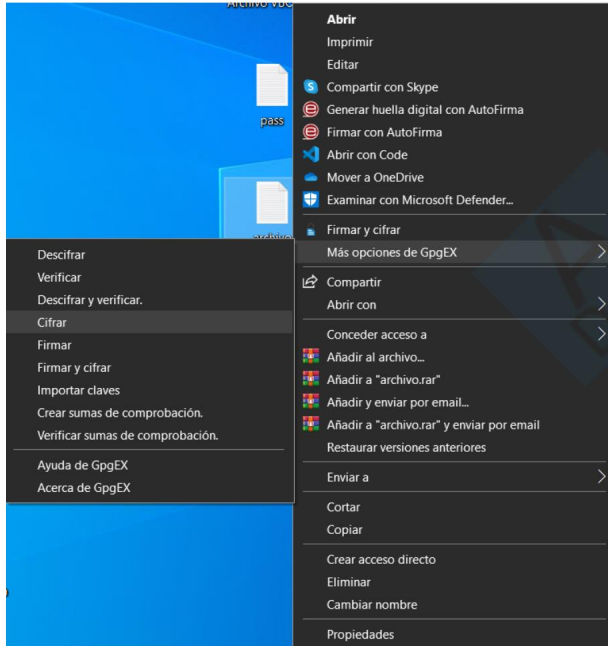 Archivo VBC
pass
archivo
Abrir
Imprimir
Editar
Compartir con Skype
Generar huella digital con AutoFirma
Firmar con AutoFirma
Abrir con Code
Mover a OneDrive
Examinar con Microsoft Defender...
Firmar y cifrar
Más opciones de GpgEX
Compartir
Abrir con
Conceder acceso a
Añadir al archivo...
Añadir a "archivo.rar"
Añadir y enviar por email...
Añadir a "archivo.rar" y enviar por email
Restaurar versiones anteriores
Enviar a
Cortar
Copiar
Crear acceso directo
Eliminar
Cambiar nombre
Propiedades
Descifrar
Verificar
Descifrar y verificar.
Cifrar
Firmar
Firmar y cifrar
Importar claves
Crear sumas de comprobación.
Verificar sumas de comprobación.
Ayuda de GpgEX
Acerca de GpgEX